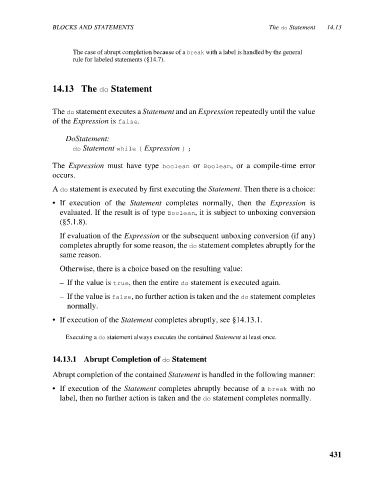 BLOCKS AND STATEMENTS The do Statement 14.13
The case of abrupt completion because of a break with a label is handled by the general
rule for labeled statements (§14.7).
14.13 The do Statement
The do statement executes a Statement and an Expression repeatedly until the value
of the Expression is false.
DoStatement:
do Statement while ( Expression ) ;
The Expression must have type boolean or Boolean, or a compile-time error
occurs.
A do statement is executed by first executing the Statement. Then there is a choice:
• If execution of the Statement completes normally, then the Expression is
evaluated. If the result is of type Boolean, it is subject to unboxing conversion
(§5.1.8).
If evaluation of the Expression or the subsequent unboxing conversion (if any)
completes abruptly for some reason, the do statement completes abruptly for the
same reason.
Otherwise, there is a choice based on the resulting value:
– If the value is true, then the entire do statement is executed again.
– If the value is false, no further action is taken and the do statement completes
normally.
• If execution of the Statement completes abruptly, see §14.13.1.
Executing a do statement always executes the contained Statement at least once.
14.13.1 Abrupt Completion of do Statement
Abrupt completion of the contained Statement is handled in the following manner:
• If execution of the Statement completes abruptly because of a break with no
label, then no further action is taken and the do statement completes normally.
431